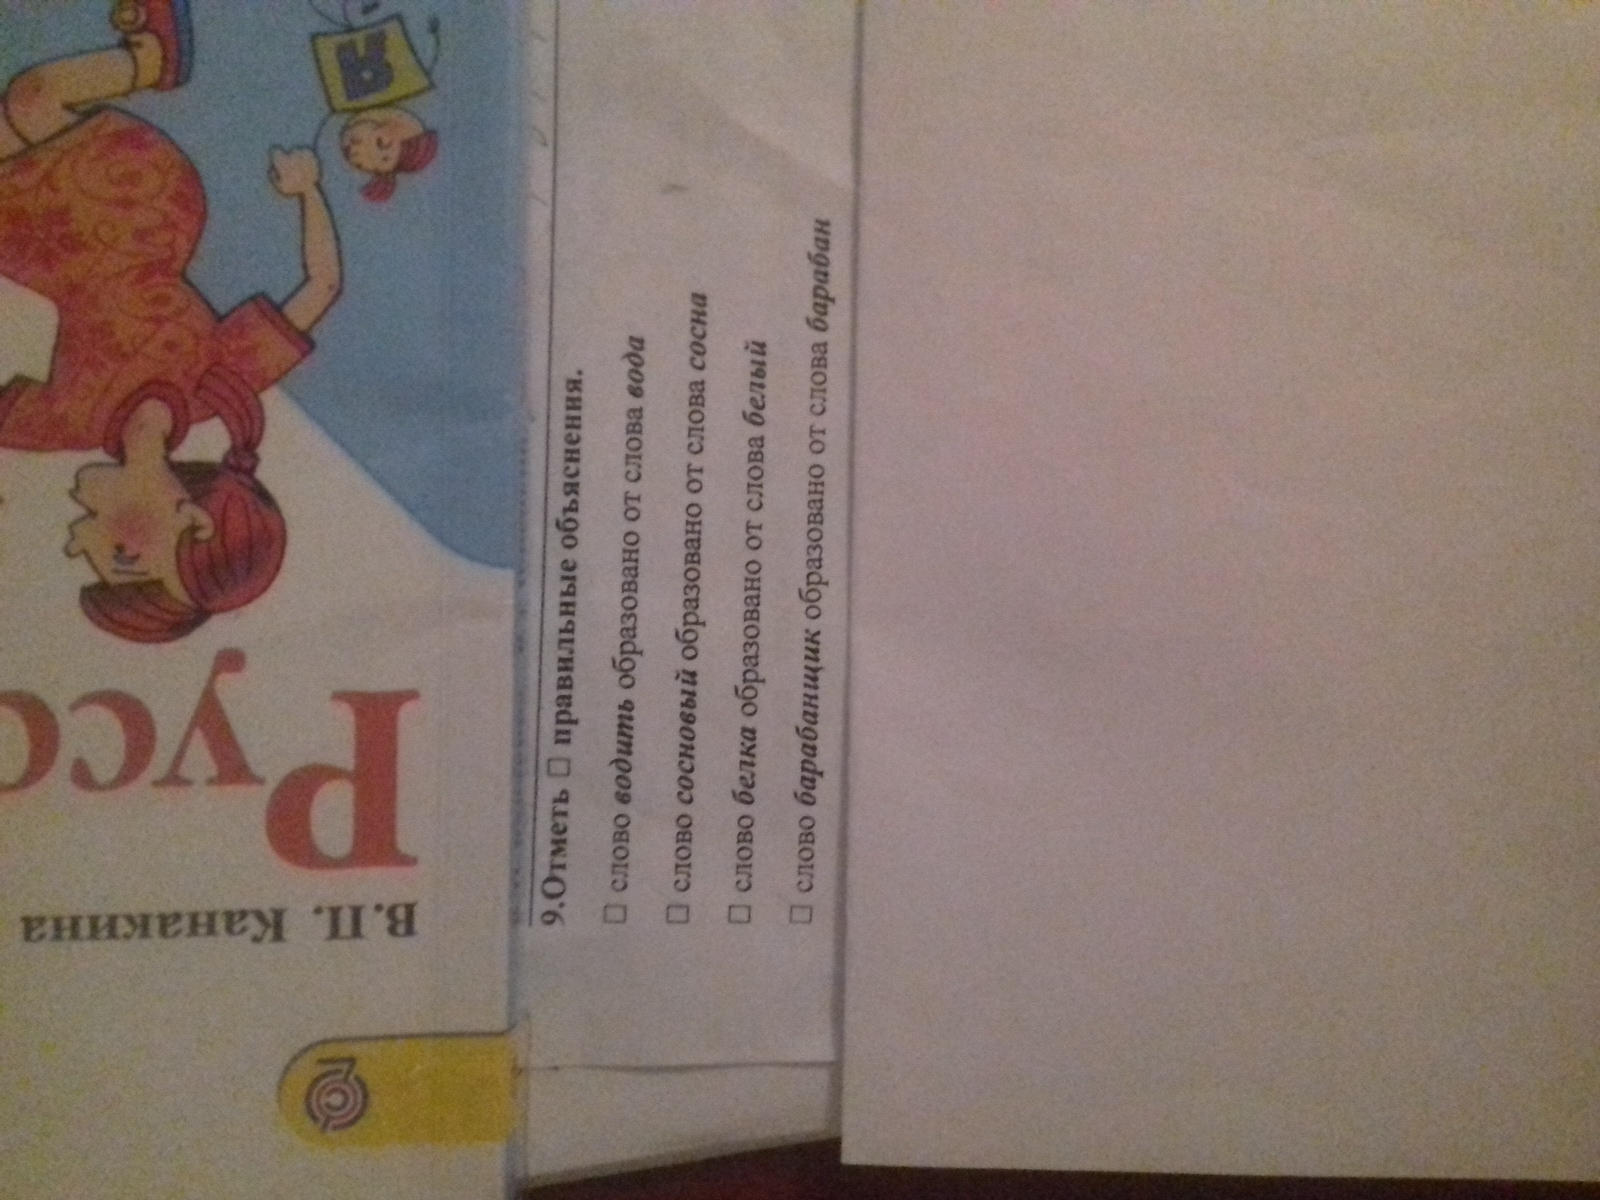 В.П. Канакина
Русс
9.Отметь □ правильные объяснения.
□ слово водить образовано от слова вода
□ слово сосновый образовано от слова сосна
□ слово белка образовано от слова белый
□ слово барабанщик образовано от слова барабан